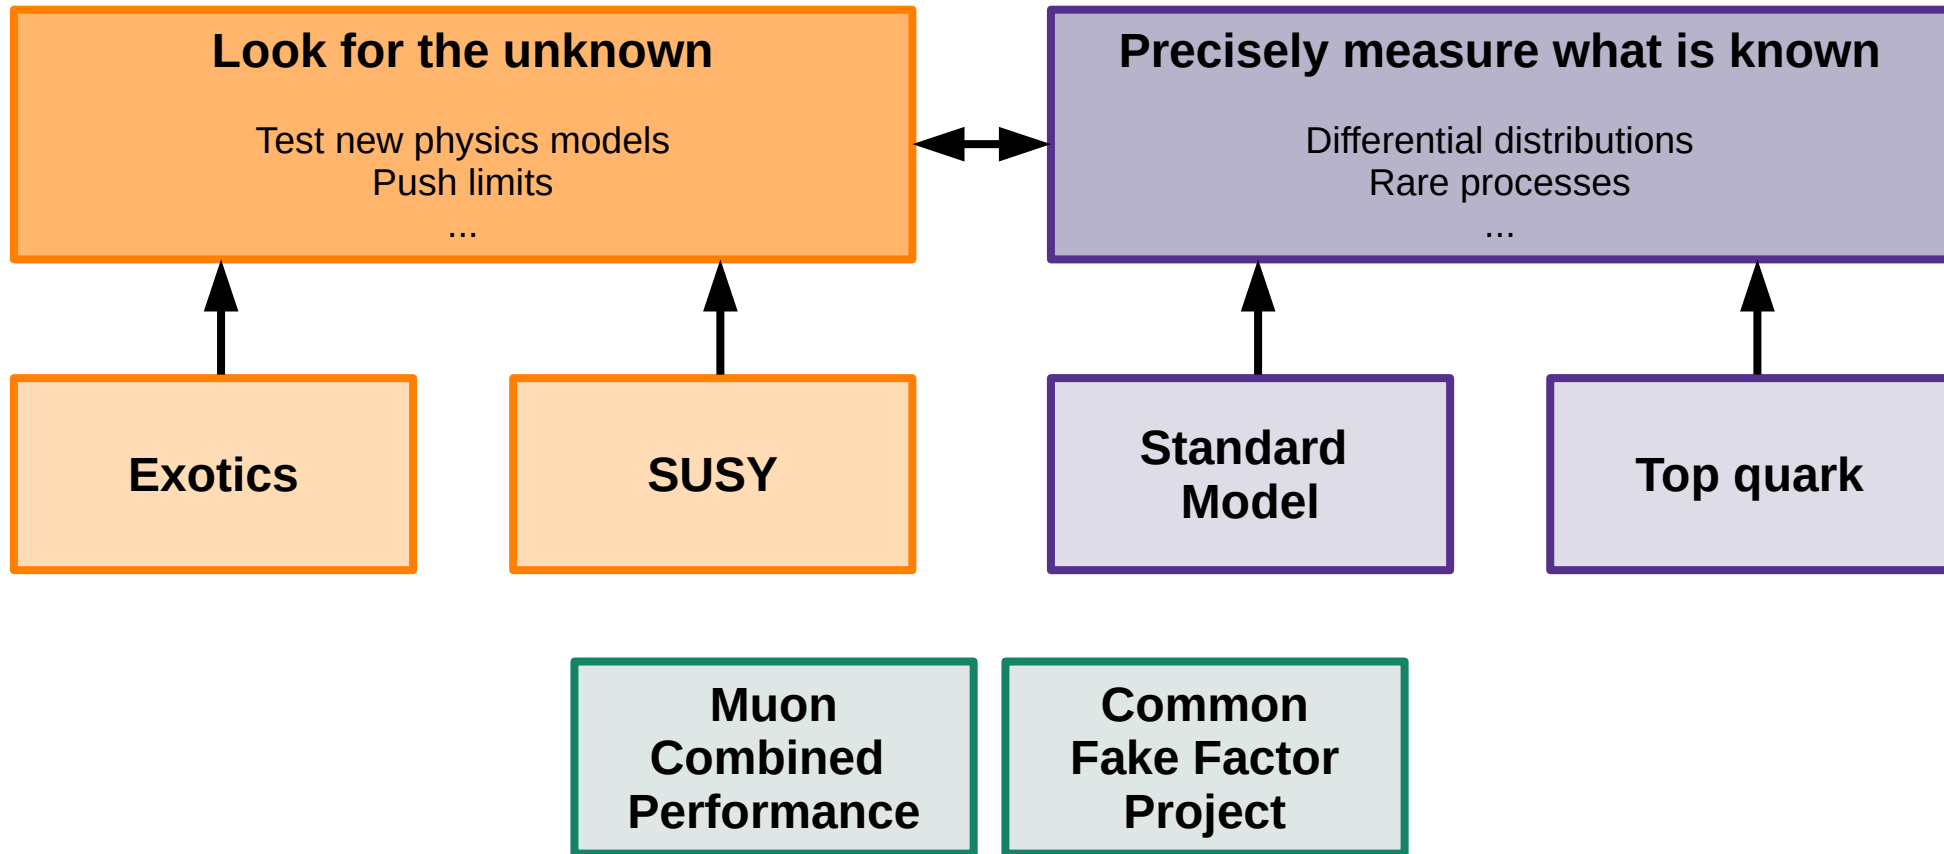 Look for the unknown
Test new physics models
Push limits
...
Precisely measure what is known
Differential distributions
Rare processes
...
Exotics
SUSY
Standard
Model
Top quark
Muon
Combined
Performance
Common
Fake Factor
Project